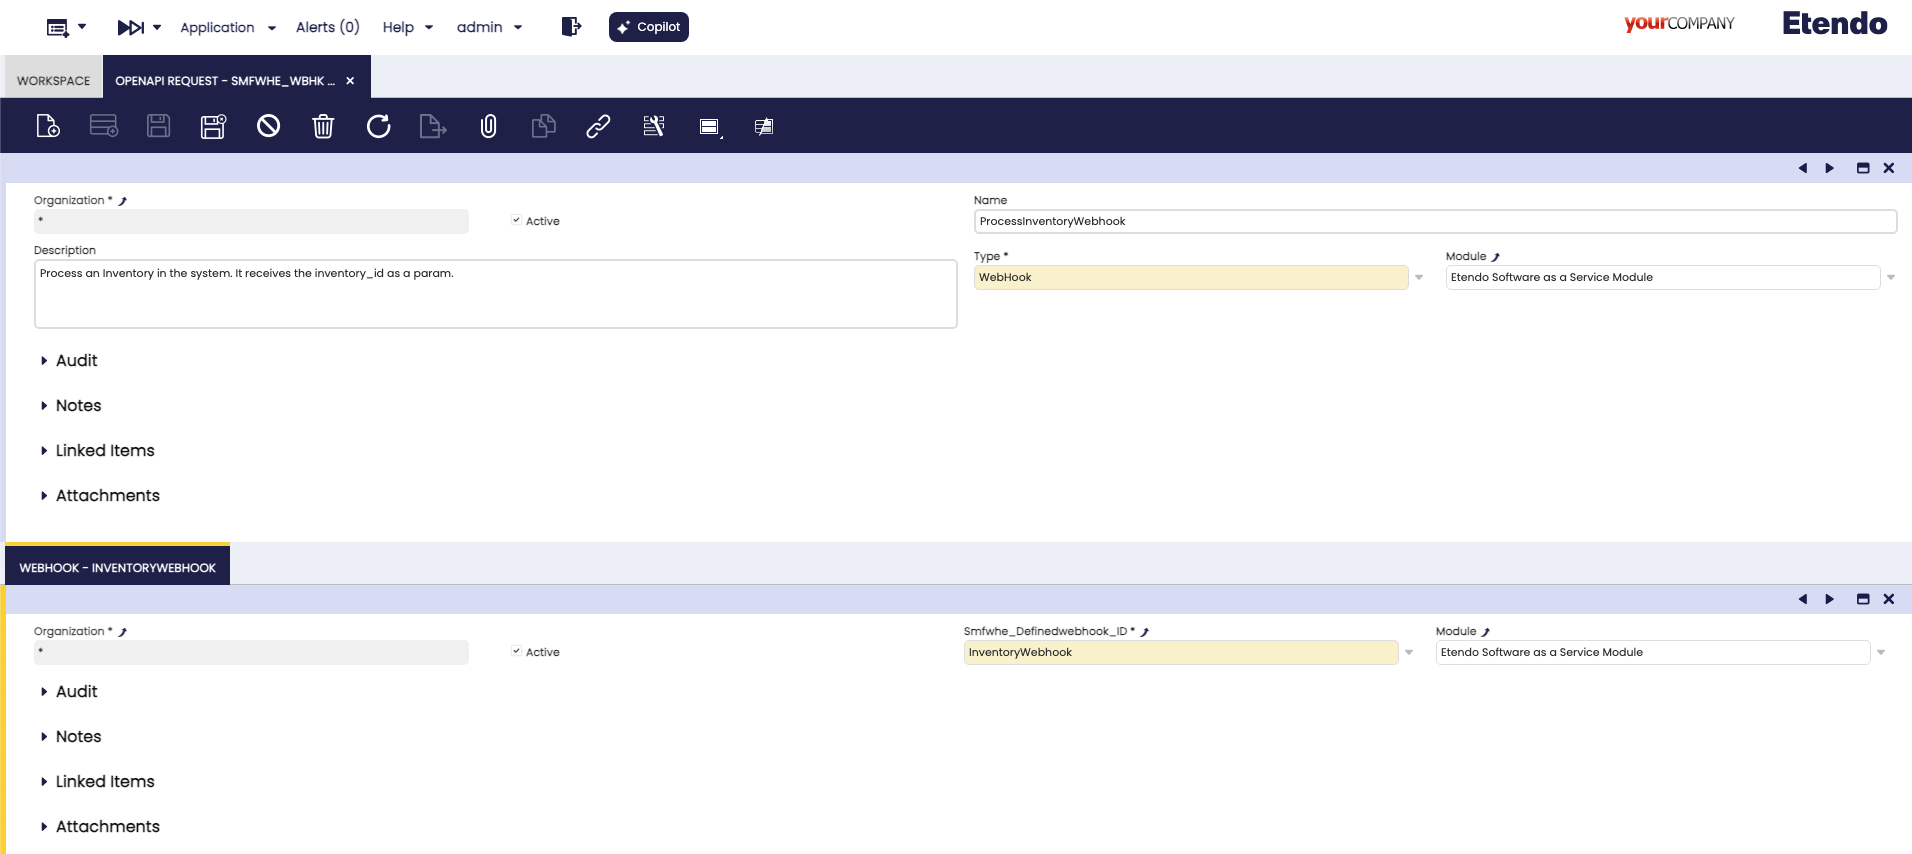 Application
Alerts (0)
Help
admin
Copilot
yourCOMPANY
Etendo
WORKSPACE
OPENAPI REQUEST - SMFWHE_WBHK ...
Organization *
*
Active
Name
ProcessInventoryWebhook
Description
Process an Inventory in the system. It receives the inventory_id as a param.
Type *
WebHook
Module
Etendo Software as a Service Module
Audit
Notes
Linked Items
Attachments
WEBHOOK - INVENTORYWEBHOOK
Organization *
*
Active
Smfwhe_Definedwebhook_ID *
InventoryWebhook
Module
Etendo Software as a Service Module
Audit
Notes
Linked Items
Attachments